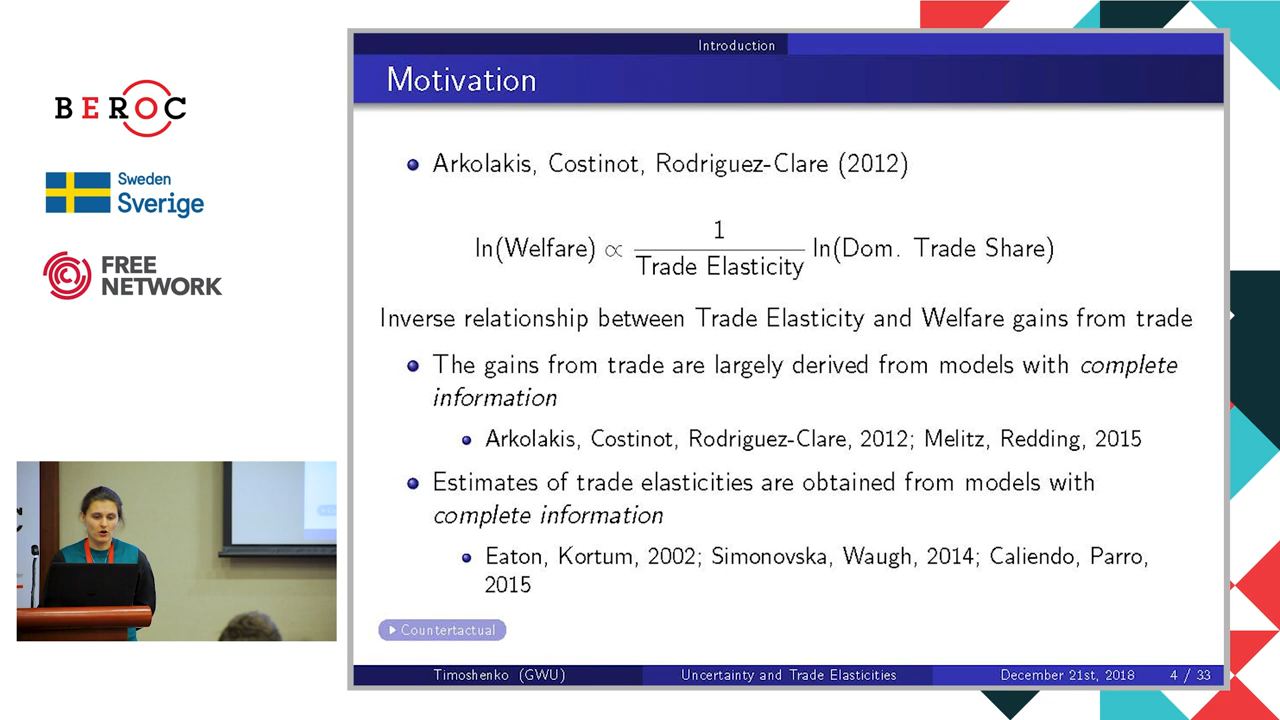 BEROC
Sweden
Sverige
FREE
NETWORK
Introduction
Motivation
Arkolakis, Costinot, Rodriguez-Clare (2012)
ln(Welfare) ∝ 1 / Trade Elasticity ln(Dom. Trade Share)
Inverse relationship between Trade Elasticity and Welfare gains from trade
The gains from trade are largely derived from models with complete
information
Arkolakis, Costinot, Rodriguez-Clare, 2012; Melitz, Redding, 2015
Estimates of trade elasticities are obtained from models with
complete information
Eaton, Kortum, 2002; Simonovska, Waugh, 2014; Caliendo, Parro,
2015
Counterfactual
Timoshenko (GWU)
Uncertainty and Trade Elasticities
December 21st, 2018
4 / 33